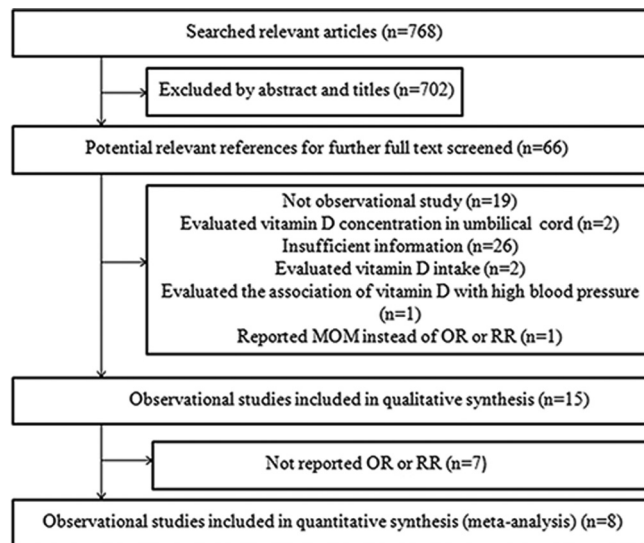 Searched relevant articles (n=768)
Excluded by abstract and titles (n=702)
Potential relevant references for further full text screened (n=66)
Not observational study (n=19)
Evaluated vitamin D concentration in umbilical cord (n=2)
Insufficient information (n=26)
Evaluated vitamin D intake (n=2)
Evaluated the association of vitamin D with high blood pressure
(n=1)
Reported MOM instead of OR or RR (n=1)
Observational studies included in qualitative synthesis (n=15)
Not reported OR or RR (n=7)
Observational studies included in quantitative synthesis (meta-analysis) (n=8)